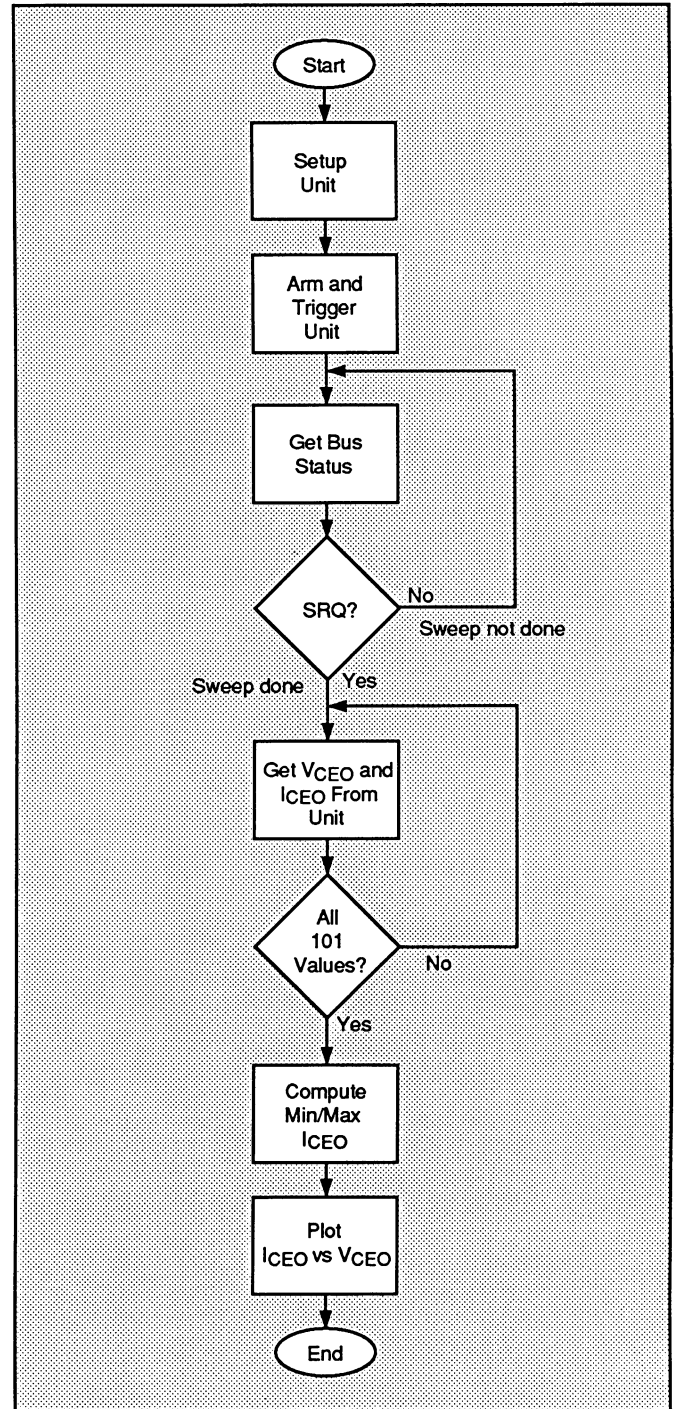 Start
Setup
Unit
Arm and
Trigger
Unit
Get Bus
Status
SRQ?
No
Sweep not done
Sweep done
Yes
Get VCEO and
ICEO From
Unit
All
101
Values?
No
Yes
Compute
Min/Max
ICEO
Plot
ICEO vs VCEO
End